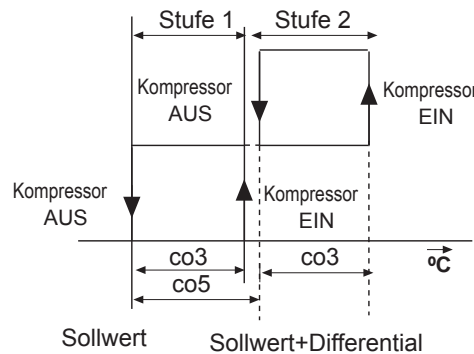 Stufe 1
Stufe 2
Kompressor
AUS
Kompressor
EIN
Kompressor
AUS
Kompressor
EIN
co3
co3
ºC
co5
Sollwert
Sollwert+Differential